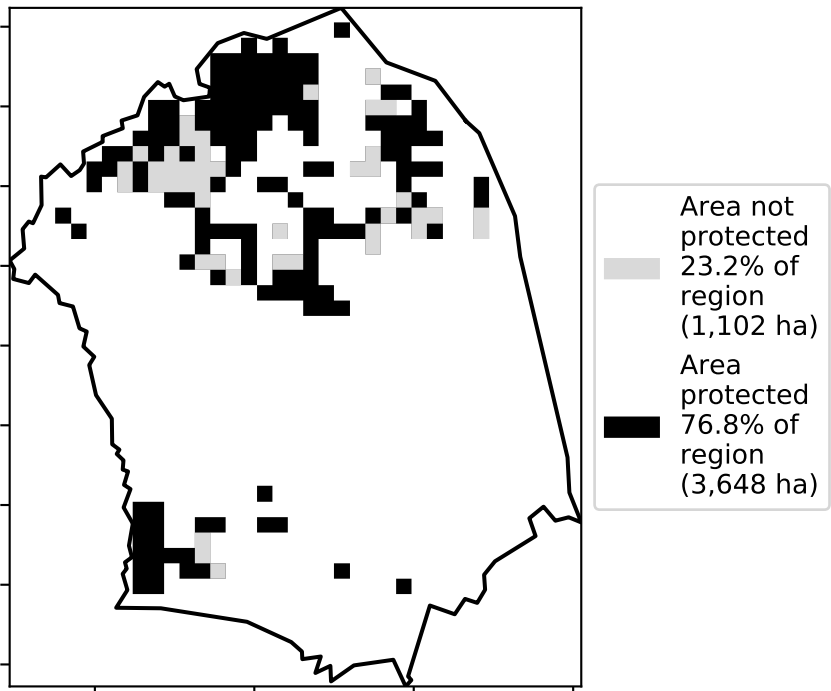 Area not
protected
23.2% of
region
(1,102 ha)
Area
protected
76.8% of
region
(3,648 ha)